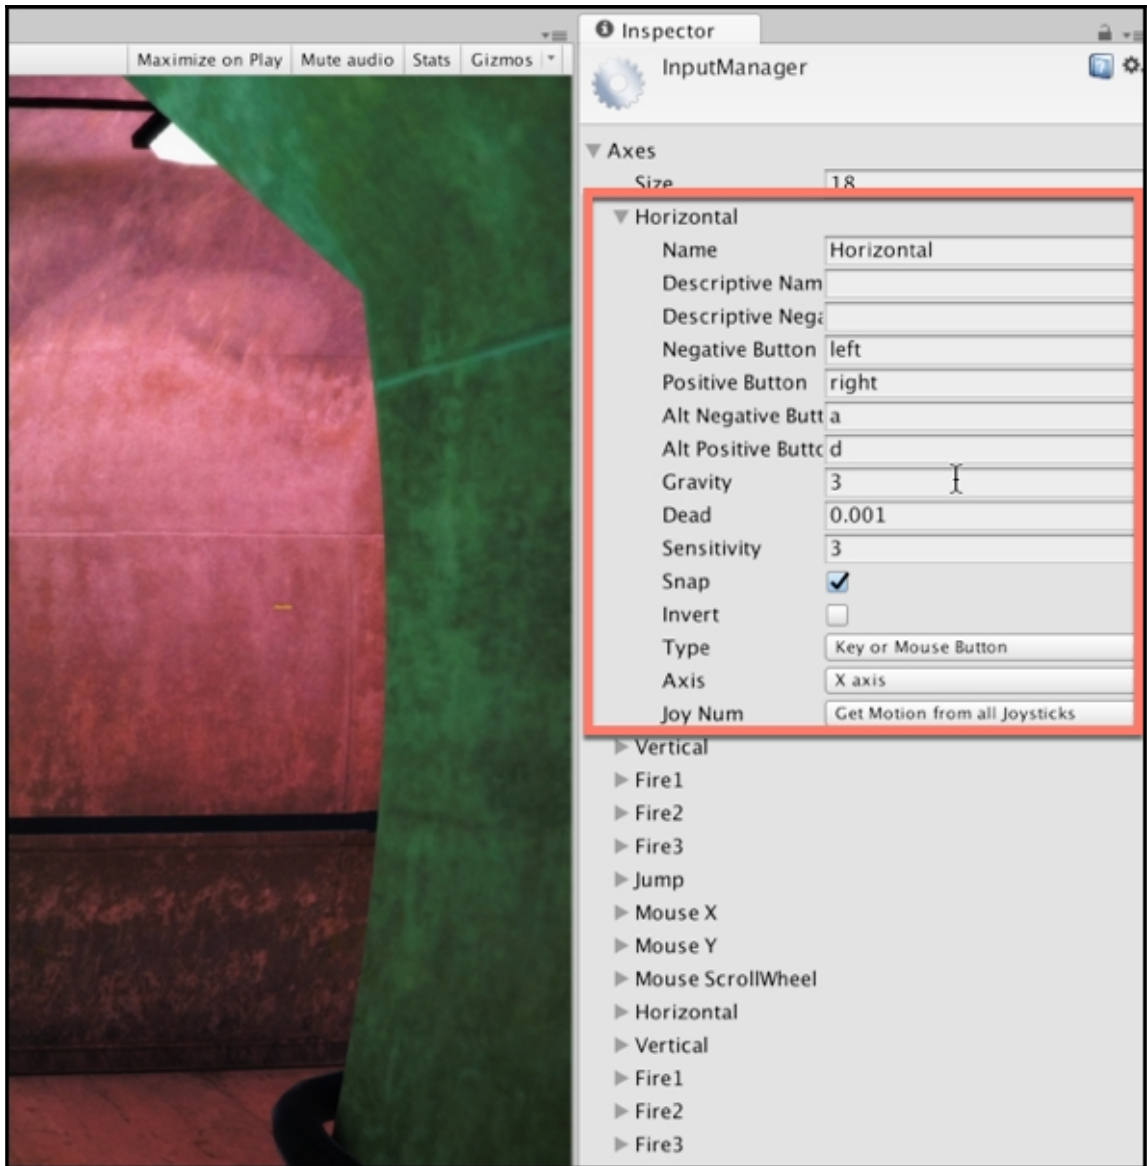 Inspector
Maximize on Play Mute audio Stats Gizmos
InputManager
Axes
Size 18
Horizontal
Name Horizontal
Descriptive Nam
Descriptive Nega
Negative Button left
Positive Button right
Alt Negative Butt a
Alt Positive Butto d
Gravity 3
Dead 0.001
Sensitivity 3
Snap
Invert
Type Key or Mouse Button
Axis X axis
Joy Num Get Motion from all Joysticks
Vertical
Fire1
Fire2
Fire3
Jump
Mouse X
Mouse Y
Mouse ScrollWheel
Horizontal
Vertical
Fire1
Fire2
Fire3